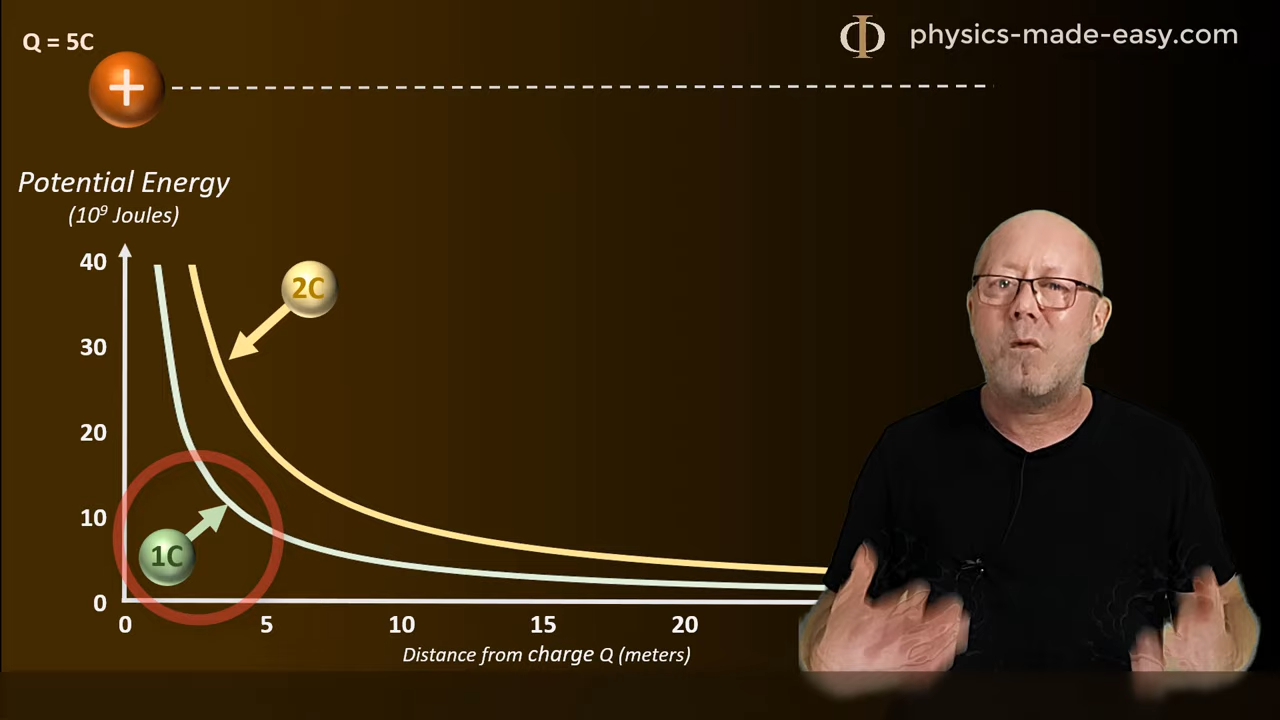 Q = 5C
physics-made-easy.com
+
Potential Energy
(10⁹ Joules)
40
2C
30
20
10
1C
0
0 5 10 15 20
Distance from charge Q (meters)